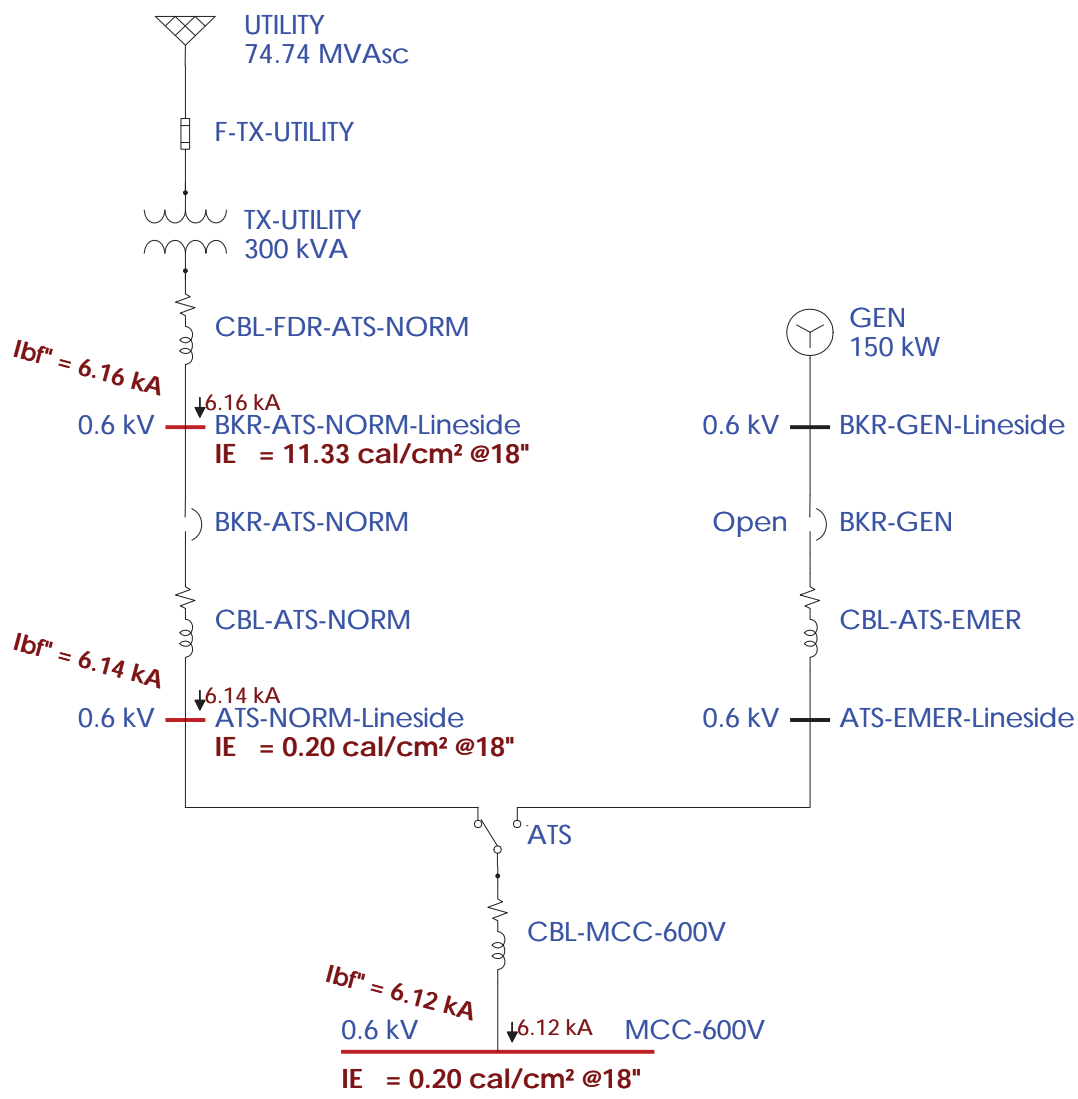 UTILITY
74.74 MVAsc
F-TX-UTILITY
TX-UTILITY
300 kVA
CBL-FDR-ATS-NORM
GEN
150 kW
Ibf" = 6.16 kA
6.16 kA
0.6 kV
BKR-ATS-NORM-Lineside
IE = 11.33 cal/cm² @18"
0.6 kV
BKR-GEN-Lineside
BKR-ATS-NORM
Open
BKR-GEN
CBL-ATS-NORM
CBL-ATS-EMER
Ibf" = 6.14 kA
6.14 kA
0.6 kV
ATS-NORM-Lineside
IE = 0.20 cal/cm² @18"
0.6 kV
ATS-EMER-Lineside
ATS
CBL-MCC-600V
Ibf" = 6.12 kA
0.6 kV
6.12 kA
MCC-600V
IE = 0.20 cal/cm² @18"